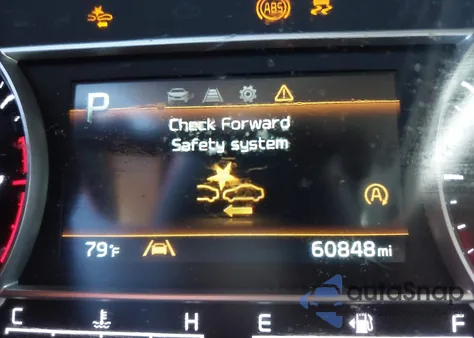 ABS
P
Check Forward
Safety system
A
79°F
60848 mi
C H E F
autoSnap